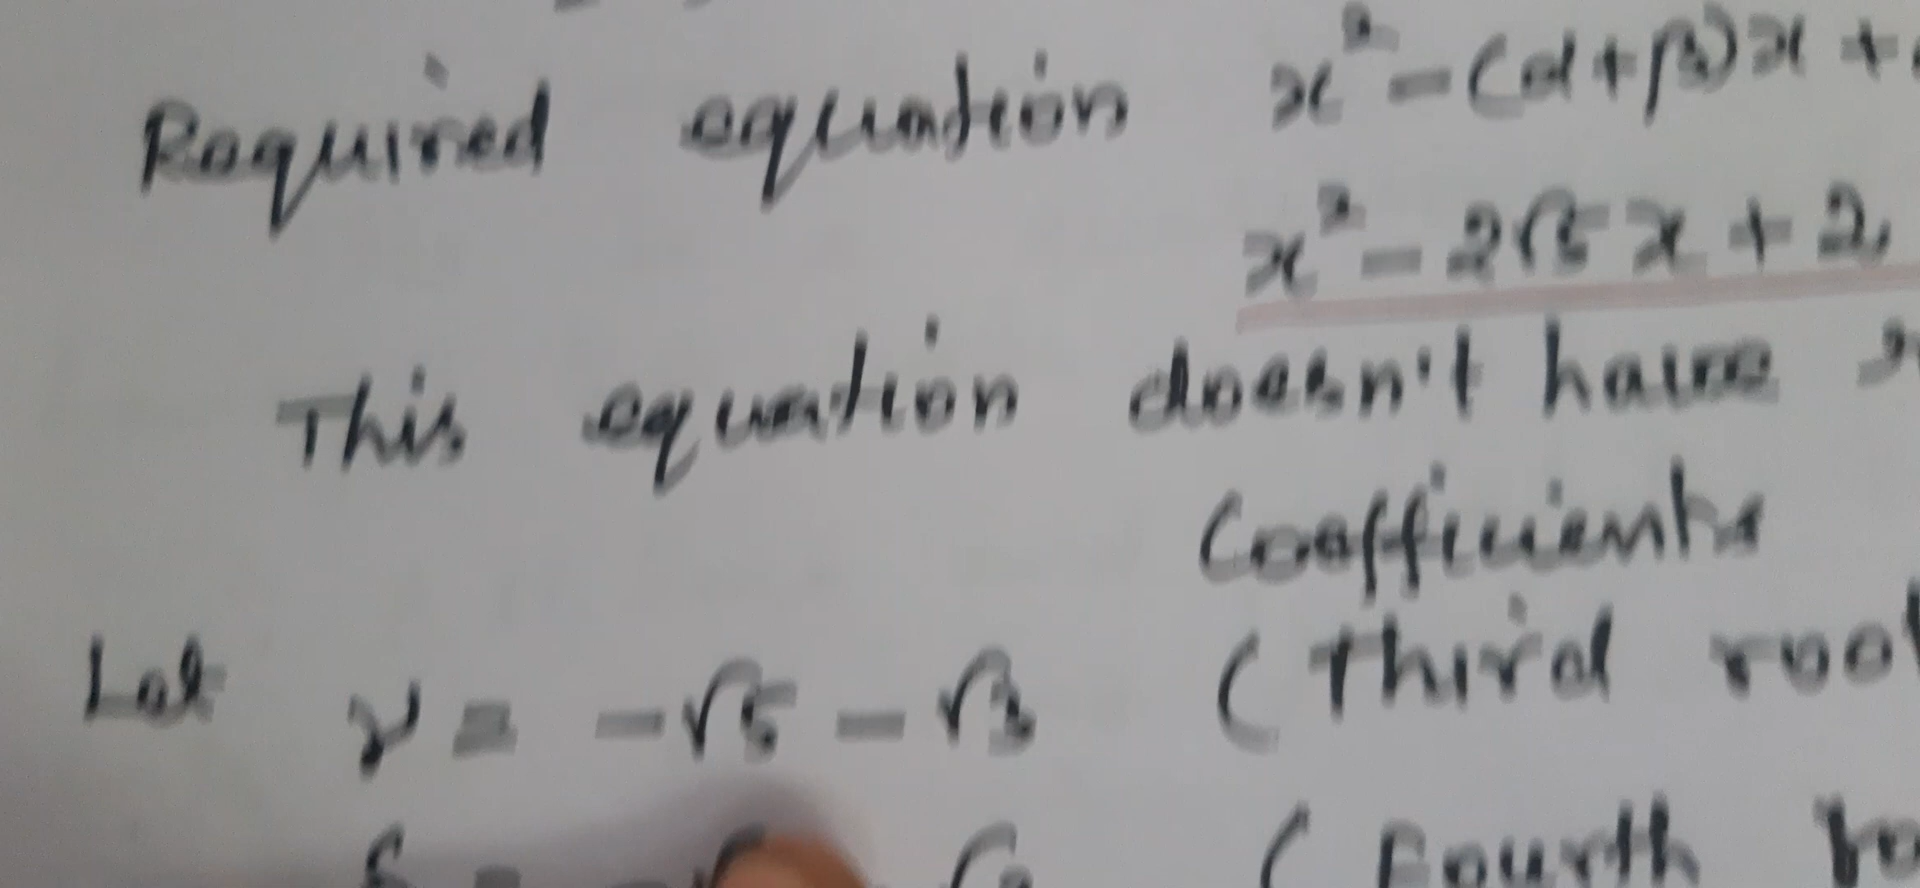 Required equation x² - (α+β)x +
x² - 2√5 x + 2
This equation doesn't have
Coefficients
Let γ = -√5 - √3 (Third root
(Fourth